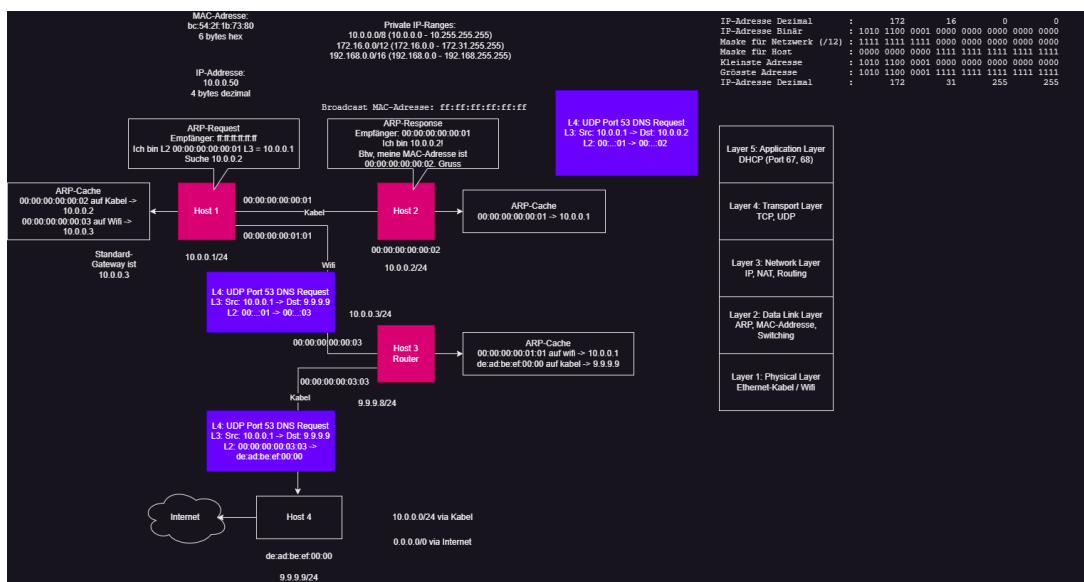 MAC-Adresse:
bc:54:2f:1b:73:80
6 bytes hex
IP-Addresse:
10.0.0.50
4 bytes dezimal
Private IP-Ranges:
10.0.0.0/8 (10.0.0.0 - 10.255.255.255)
172.16.0.0/12 (172.16.0.0 - 172.31.255.255)
192.168.0.0/16 (192.168.0.0 - 192.168.255.255)
IP-Adresse Dezimal : 172 16 0 0
IP-Adresse Binär : 1010 1100 0001 0000 0000 0000 0000 0000
Maske für Netzwerk (/12) : 1111 1111 1111 0000 0000 0000 0000 0000
Maske für Host : 0000 0000 0000 1111 1111 1111 1111 1111
Kleinste Adresse : 1010 1100 0001 0000 0000 0000 0000 0000
Grösste Adresse : 1010 1100 0001 1111 1111 1111 1111 1111
IP-Adresse Dezimal : 172 31 255 255
Broadcast MAC-Adresse: ff:ff:ff:ff:ff:ff
ARP-Request
Empfänger: ff:ff:ff:ff:ff:ff
Ich bin L2 00:00:00:00:00:01 L3 = 10.0.0.1
Suche 10.0.0.2
ARP-Response
Empfänger: 00:00:00:00:00:01
Ich bin 10.0.0.2!
Btw, meine MAC-Adresse ist
00:00:00:00:00:02. Gruss
L4: UDP Port 53 DNS Request
L3: Src: 10.0.0.1 -> Dst: 10.0.0.2
L2: 00:...:01 -> 00:...:02
ARP-Cache
00:00:00:00:00:02 auf Kabel ->
10.0.0.2
00:00:00:00:00:03 auf Wifi ->
10.0.0.3
Host 1
00:00:00:00:00:01
Kabel
00:00:00:00:01:01
Host 2
ARP-Cache
00:00:00:00:00:01 -> 10.0.0.1
Standard-
Gateway ist
10.0.0.3
10.0.0.1/24
Wifi
00:00:00:00:00:02
10.0.0.2/24
L4: UDP Port 53 DNS Request
L3: Src: 10.0.0.1 -> Dst: 9.9.9.9
L2: 00:...:01 -> 00:...:03
10.0.0.3/24
00:00:00:00:00:03
Host 3
Router
ARP-Cache
00:00:00:00:01:01 auf wifi -> 10.0.0.1
de:ad:be:ef:00:00 auf kabel -> 9.9.9.9
00:00:00:00:03:03
Kabel
9.9.9.8/24
L4: UDP Port 53 DNS Request
L3: Src: 10.0.0.1 -> Dst: 9.9.9.9
L2: 00:00:00:00:03:03 ->
de:ad:be:ef:00:00
Internet
Host 4
10.0.0.0/24 via Kabel
0.0.0.0/0 via Internet
de:ad:be:ef:00:00
9.9.9.9/24
Layer 5: Application Layer
DHCP (Port 67, 68)
Layer 4: Transport Layer
TCP, UDP
Layer 3: Network Layer
IP, NAT, Routing
Layer 2: Data Link Layer
ARP, MAC-Adresse,
Switching
Layer 1: Physical Layer
Ethernet-Kabel / Wifi